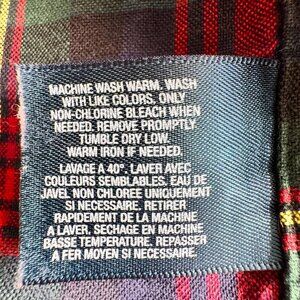 MACHINE WASH WARM. WASH
WITH LIKE COLORS. ONLY
NON-CHLORINE BLEACH WHEN
NEEDED. REMOVE PROMPTLY
TUMBLE DRY LOW.
WARM IRON IF NEEDED.
LAVAGE A 40°. LAVER AVEC
COULEURS SEMBLABLES. EAU DE
JAVEL NON CHLOREE UNIQUEMENT
SI NECESSAIRE. RETIRER
RAPIDEMENT DE LA MACHINE
A LAVER. SECHAGE EN MACHINE
BASSE TEMPERATURE. REPASSER
A FER MOYEN SI NECESSAIRE.